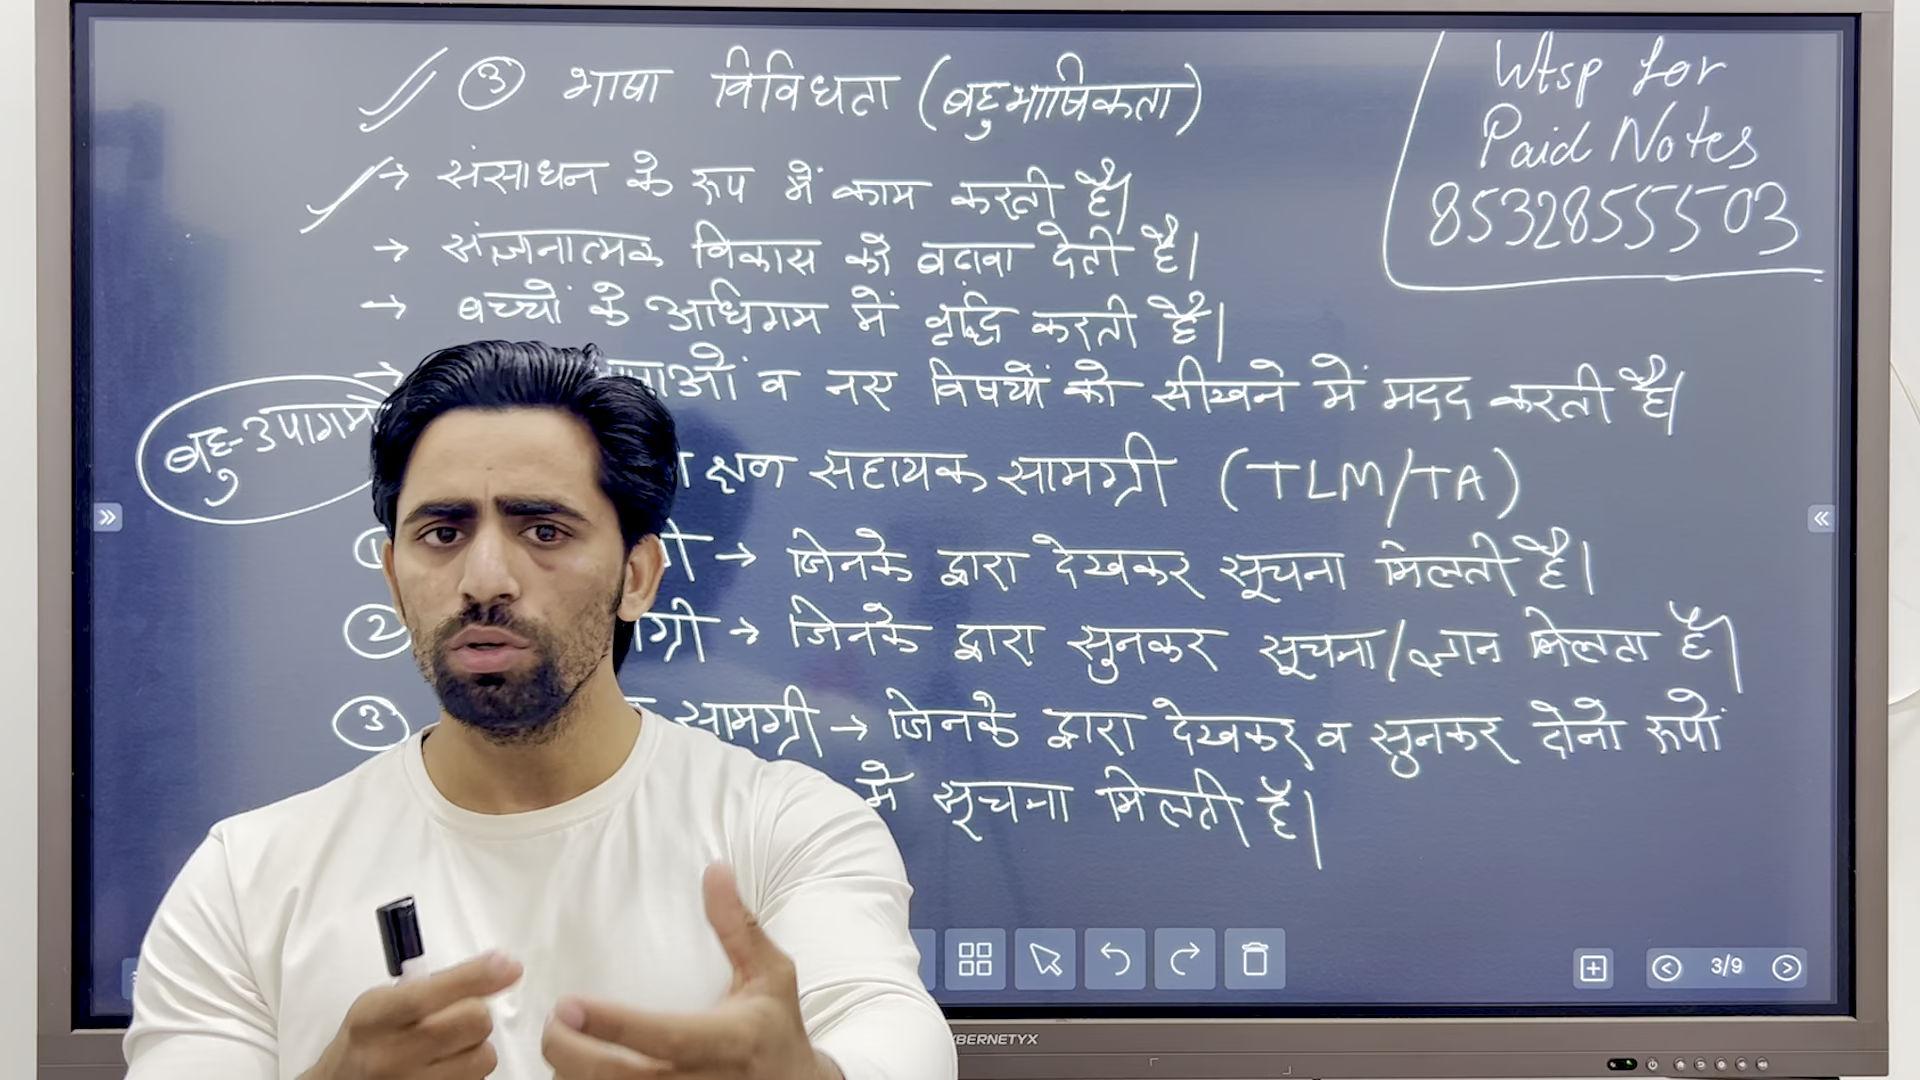 ③ भाषा विविधता (बहुभाषिकता)
→ संसाधन के रूप में काम करती है।
→ संज्ञनात्मक विकास को बढ़ावा देती है।
→ बच्चों के अधिगम में वृद्धि करती है।
→ व नए विषयों को सीखने में मदद करती है।
बहु-उपागम
सहायक सामग्री (TLM/TA)
① → जिनके द्वारा देखकर सूचना मिलती है।
② → जिनके द्वारा सुनकर सूचना/ज्ञान मिलता है।
③ सामग्री → जिनके द्वारा देखकर व सुनकर दोनो रूपों
में सूचना मिलती है।
Wtsp for
Paid Notes
8532855503
3/9